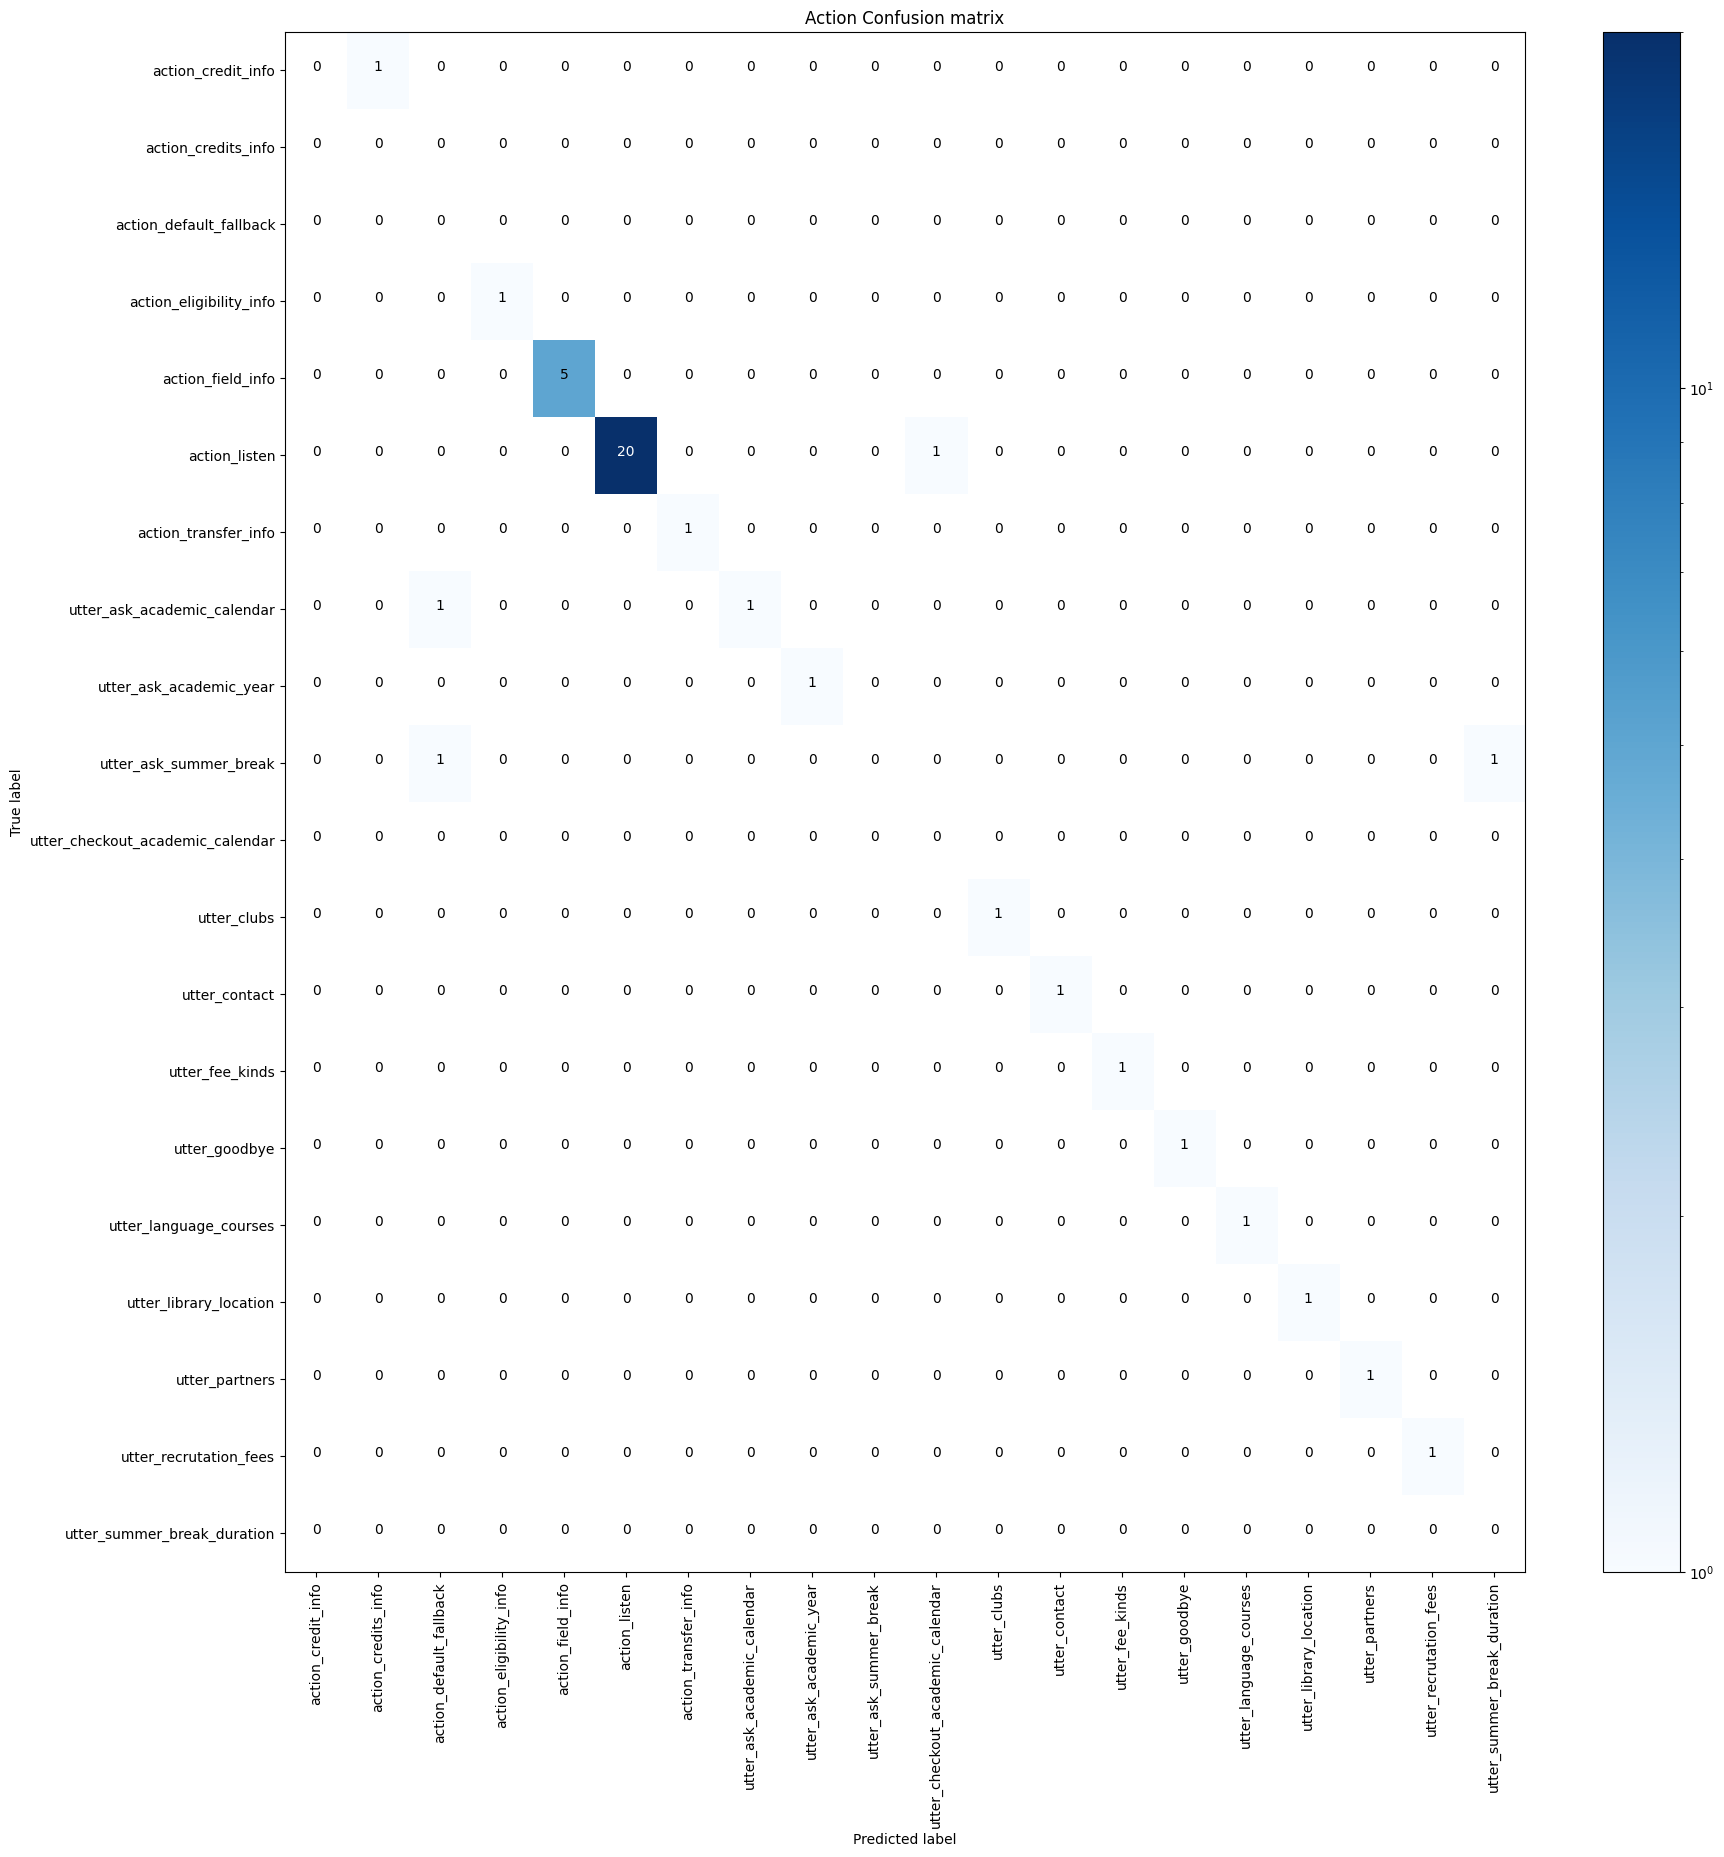 Action Confusion matrix
True label
action_credit_info 0 1 0 0 0 0 0 0 0 0 0 0 0 0 0 0 0 0 0 0
action_credits_info 0 0 0 0 0 0 0 0 0 0 0 0 0 0 0 0 0 0 0 0
action_default_fallback 0 0 0 0 0 0 0 0 0 0 0 0 0 0 0 0 0 0 0 0
action_eligibility_info 0 0 0 1 0 0 0 0 0 0 0 0 0 0 0 0 0 0 0 0
action_field_info 0 0 0 0 5 0 0 0 0 0 0 0 0 0 0 0 0 0 0 0
action_listen 0 0 0 0 0 20 0 0 0 0 1 0 0 0 0 0 0 0 0 0
action_transfer_info 0 0 0 0 0 0 1 0 0 0 0 0 0 0 0 0 0 0 0 0
utter_ask_academic_calendar 0 0 1 0 0 0 0 1 0 0 0 0 0 0 0 0 0 0 0 0
utter_ask_academic_year 0 0 0 0 0 0 0 0 1 0 0 0 0 0 0 0 0 0 0 0
utter_ask_summer_break 0 0 1 0 0 0 0 0 0 0 0 0 0 0 0 0 0 0 0 1
utter_checkout_academic_calendar 0 0 0 0 0 0 0 0 0 0 0 0 0 0 0 0 0 0 0 0
utter_clubs 0 0 0 0 0 0 0 0 0 0 0 1 0 0 0 0 0 0 0 0
utter_contact 0 0 0 0 0 0 0 0 0 0 0 0 1 0 0 0 0 0 0 0
utter_fee_kinds 0 0 0 0 0 0 0 0 0 0 0 0 0 1 0 0 0 0 0 0
utter_goodbye 0 0 0 0 0 0 0 0 0 0 0 0 0 0 1 0 0 0 0 0
utter_language_courses 0 0 0 0 0 0 0 0 0 0 0 0 0 0 0 1 0 0 0 0
utter_library_location 0 0 0 0 0 0 0 0 0 0 0 0 0 0 0 0 1 0 0 0
utter_partners 0 0 0 0 0 0 0 0 0 0 0 0 0 0 0 0 0 1 0 0
utter_recrutation_fees 0 0 0 0 0 0 0 0 0 0 0 0 0 0 0 0 0 0 1 0
utter_summer_break_duration 0 0 0 0 0 0 0 0 0 0 0 0 0 0 0 0 0 0 0 0
action_credit_info
action_credits_info
action_default_fallback
action_eligibility_info
action_field_info
action_listen
action_transfer_info
utter_ask_academic_calendar
utter_ask_academic_year
utter_ask_summer_break
utter_checkout_academic_calendar
utter_clubs
utter_contact
utter_fee_kinds
utter_goodbye
utter_language_courses
utter_library_location
utter_partners
utter_recrutation_fees
utter_summer_break_duration
Predicted label
10¹
10⁰